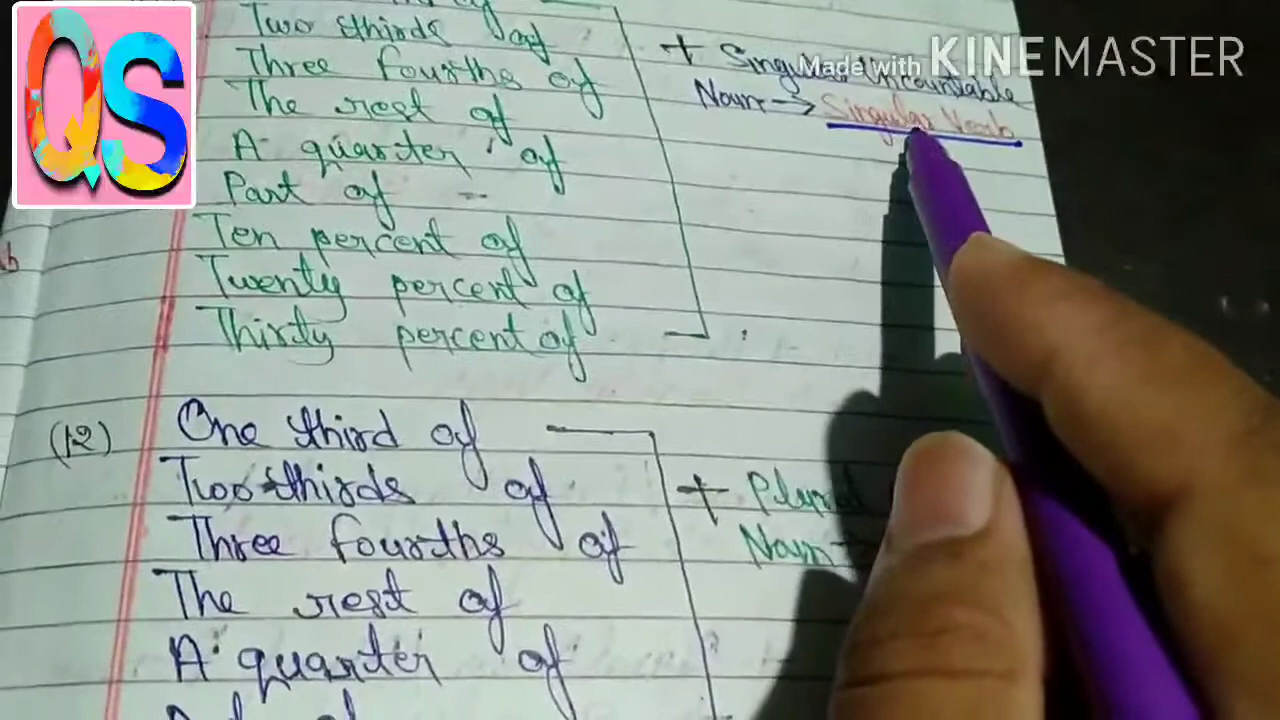 QS
Made with KINEMASTER
Two thirds of
Three fourths of
The rest of
A quarter of
Part of
Ten percent of
Twenty percent of
Thirty percent of
+ Singular
Noun → Singular Verb
(12) One third of
Two thirds of
Three fourths of
The rest of
A quarter of
+ Plural
Noun